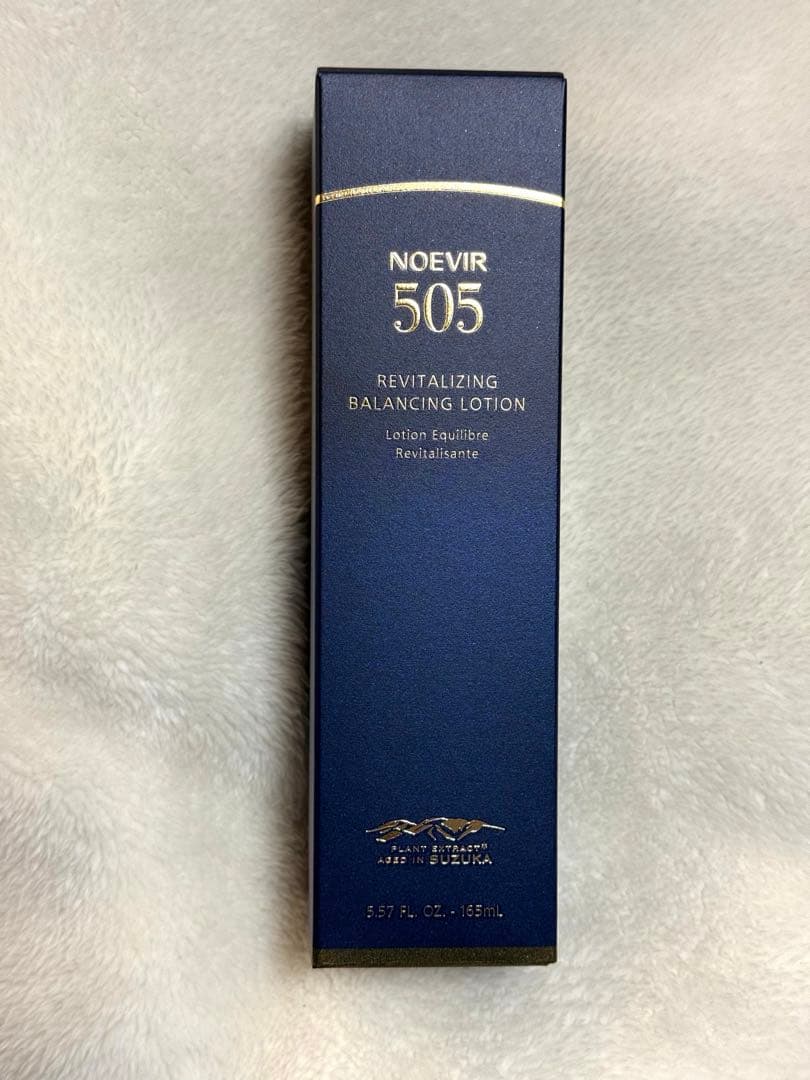 NOEVIR
505
REVITALIZING
BALANCING LOTION
Lotion Equilibre
Revitalisante
PLANT EXTRACT®
AGED IN SUZUKA
5.57 FL. OZ. - 165mL